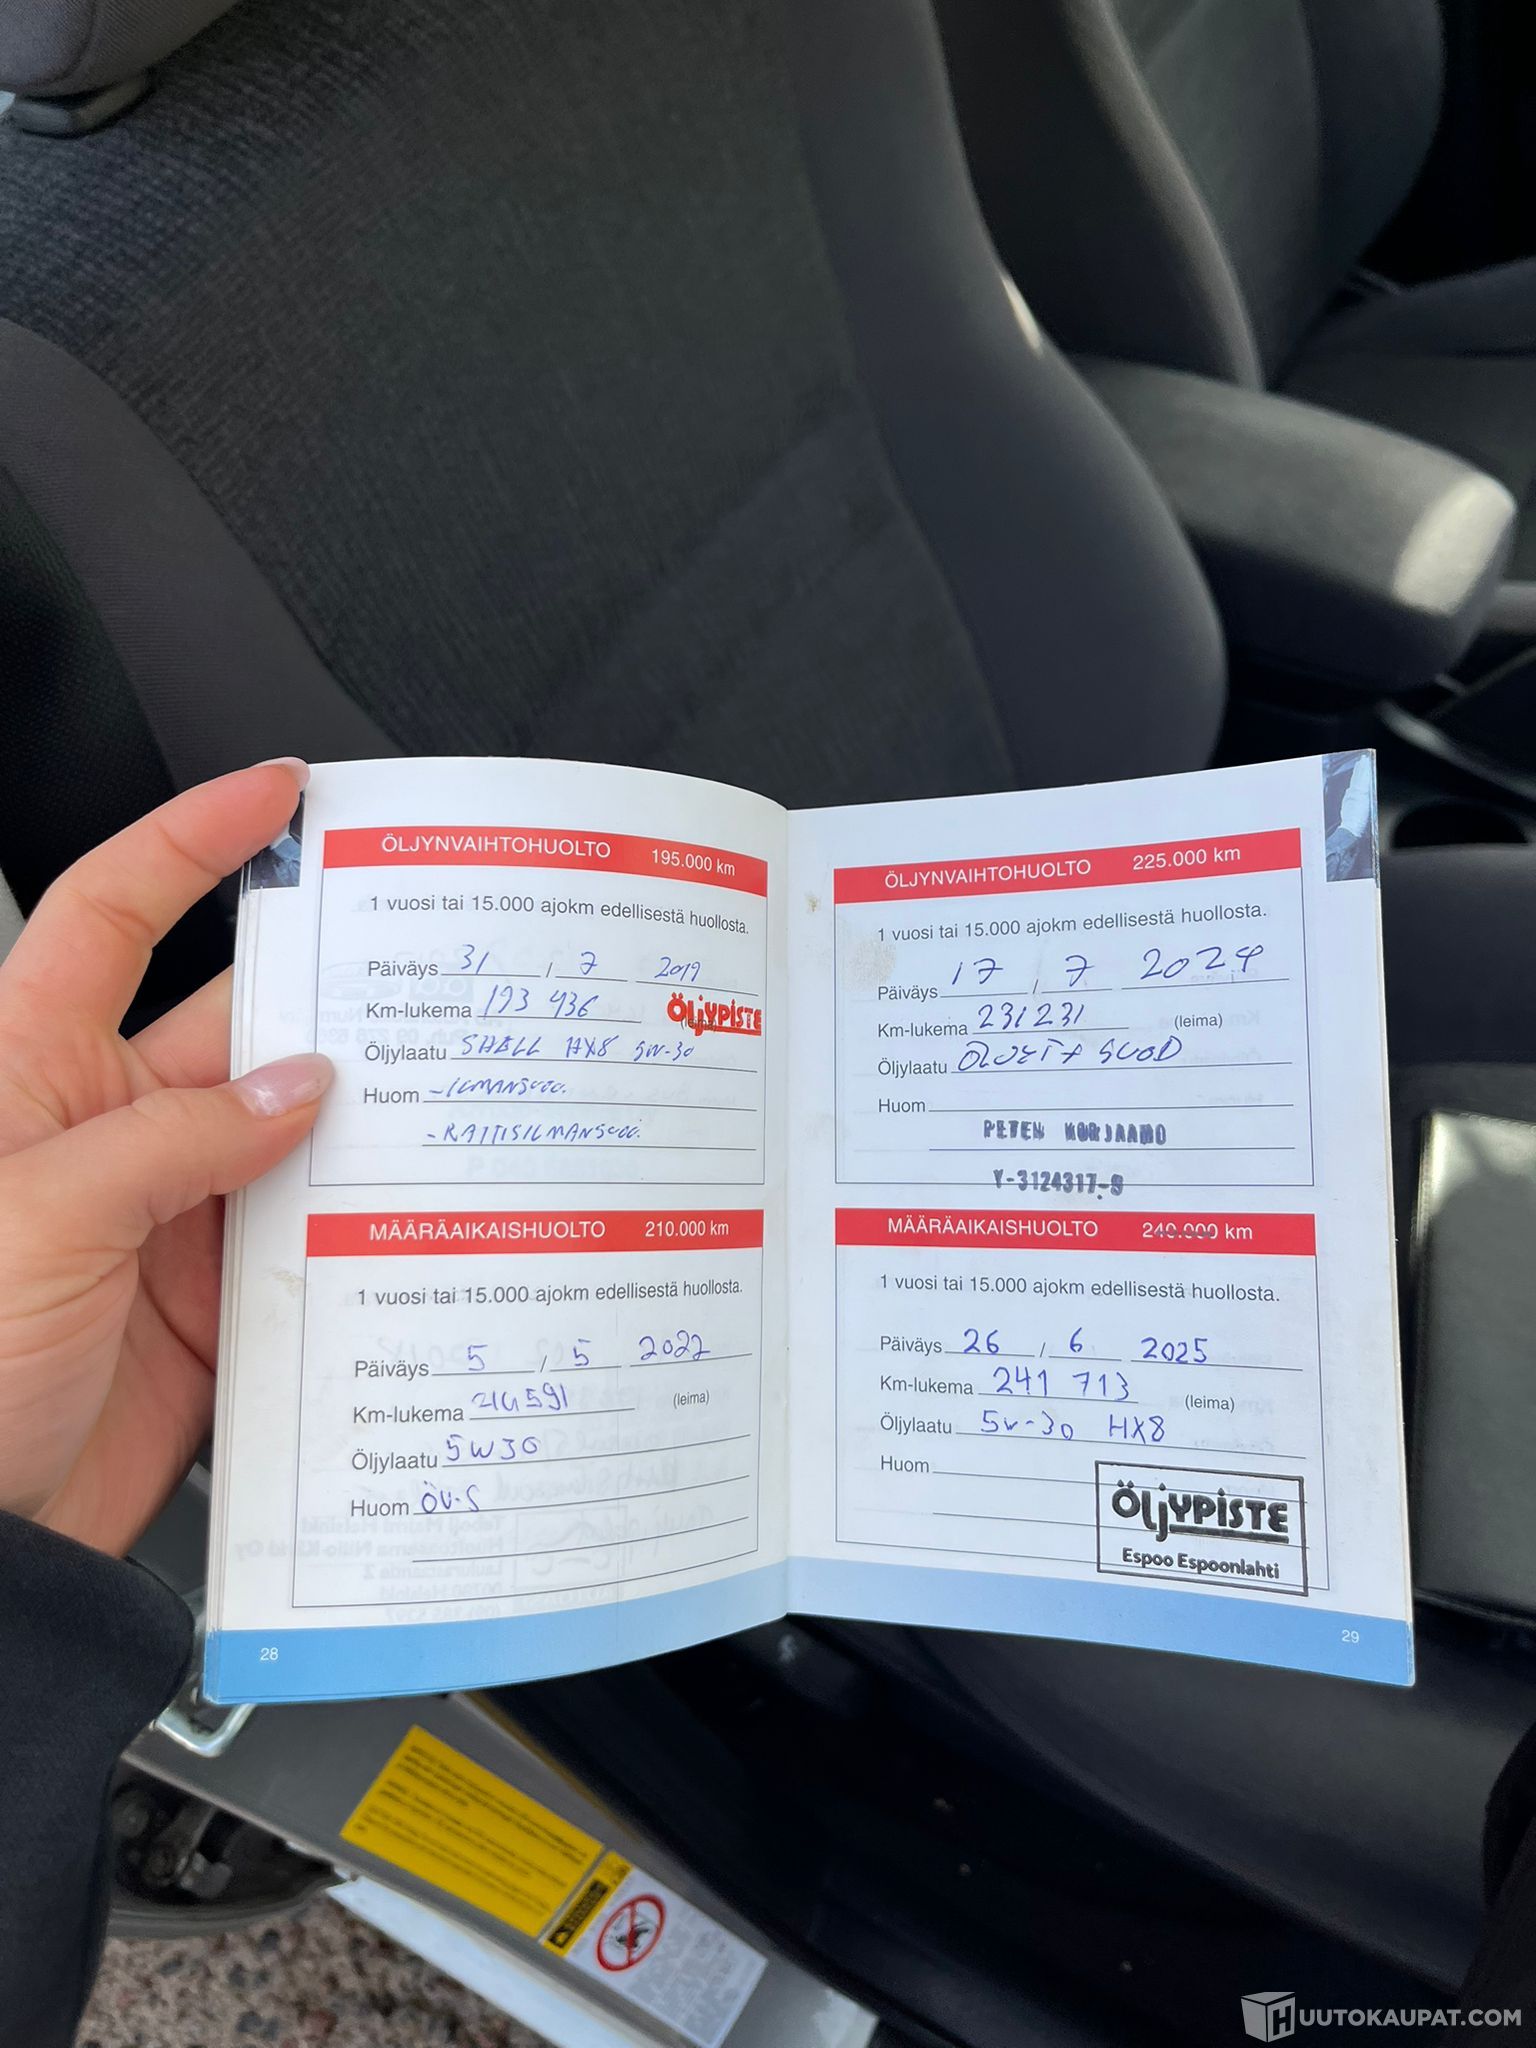 ÖLJYNVAIHTOHUOLTO 195.000 km
1 vuosi tai 15.000 ajokm edellisestä huollosta.
Päiväys 31 / 7 2019
Km-lukema 193 436 (leima) ÖLJYPISTE
Öljylaatu SHELL HX8 5W-30
Huom - ILMANSUOD.
- RAITISILMANSUOD.
MÄÄRÄAIKAISHUOLTO 210.000 km
1 vuosi tai 15.000 ajokm edellisestä huollosta.
Päiväys 5 / 5 2022
Km-lukema (leima)
Öljylaatu 5W30
Huom ÖV.S
28
ÖLJYNVAIHTOHUOLTO 225.000 km
1 vuosi tai 15.000 ajokm edellisestä huollosta.
Päiväys 17 / 7 2024
Km-lukema 231231 (leima)
Öljylaatu ÖLJET+ SUOD
Huom
PETEN KORJAAMO
Y-3124317-9
MÄÄRÄAIKAISHUOLTO 240.000 km
1 vuosi tai 15.000 ajokm edellisestä huollosta.
Päiväys 26 / 6 2025
Km-lukema 241 713 (leima)
Öljylaatu 5w-30 HX8
Huom
ÖLJYPISTE
Espoo Espoonlahti
29
HUUTOKAUPAT.COM